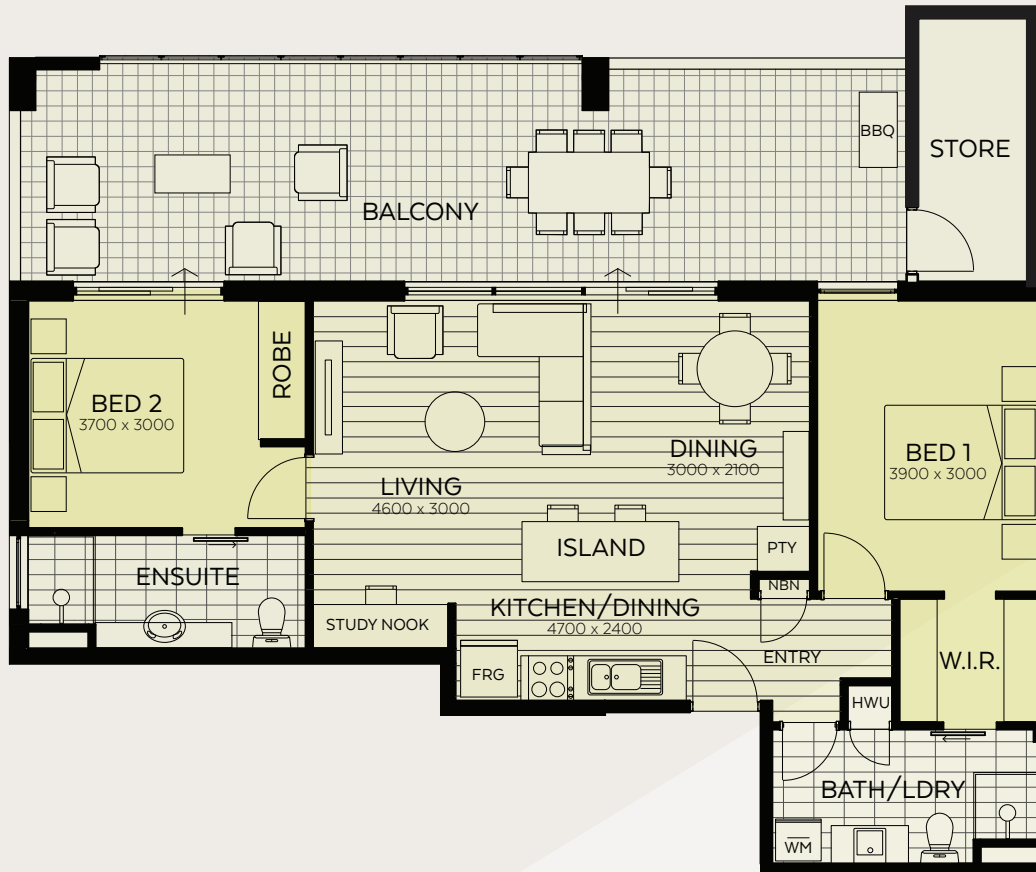 BBQ
STORE
BALCONY
ROBE
BED 2
3700 x 3000
DINING
3000 x 2100
BED 1
3900 x 3000
LIVING
4600 x 3000
ISLAND
PTY
ENSUITE
NBN
KITCHEN/DINING
4700 x 2400
STUDY NOOK
ENTRY
W.I.R.
FRG
HWU
BATH/LDRY
WM